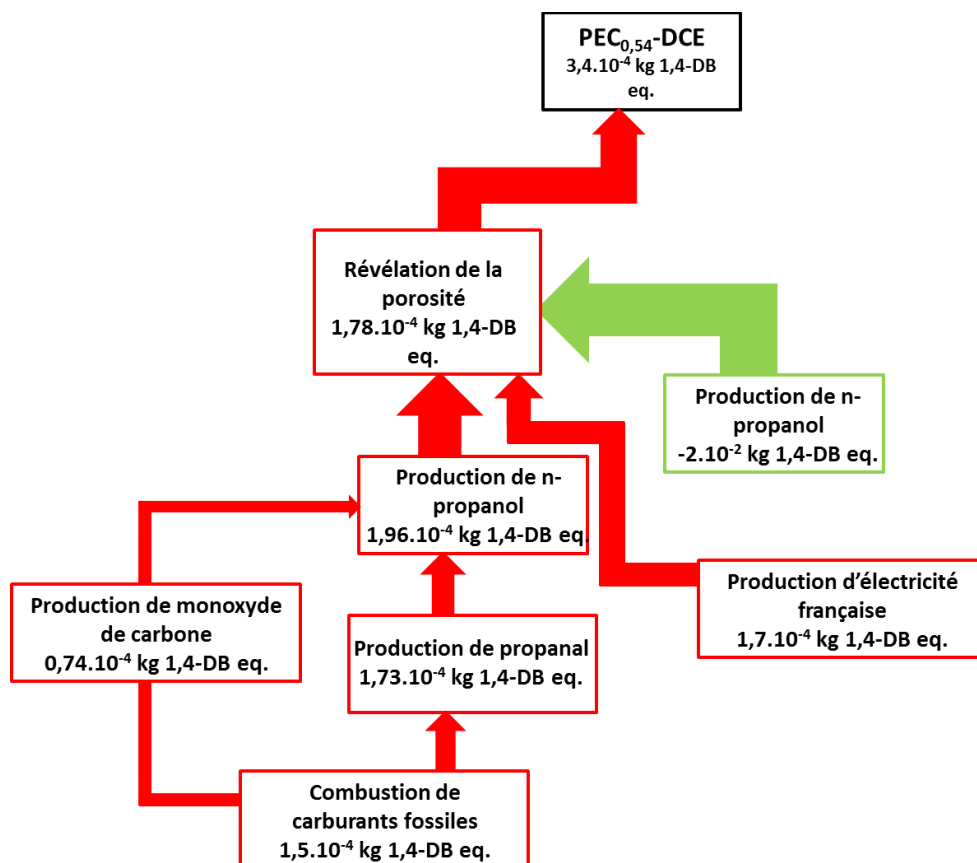 PEC0,54-DCE
3,4.10-4 kg 1,4-DB
eq.
Révélation de la
porosité
1,78.10-4 kg 1,4-DB
eq.
Production de n-
propanol
-2.10-2 kg 1,4-DB eq.
Production de n-
propanol
1,96.10-4 kg 1,4-DB eq.
Production d’électricité
française
1,7.10-4 kg 1,4-DB eq.
Production de monoxyde
de carbone
0,74.10-4 kg 1,4-DB eq.
Production de propanal
1,73.10-4 kg 1,4-DB eq.
Combustion de
carburants fossiles
1,5.10-4 kg 1,4-DB eq.